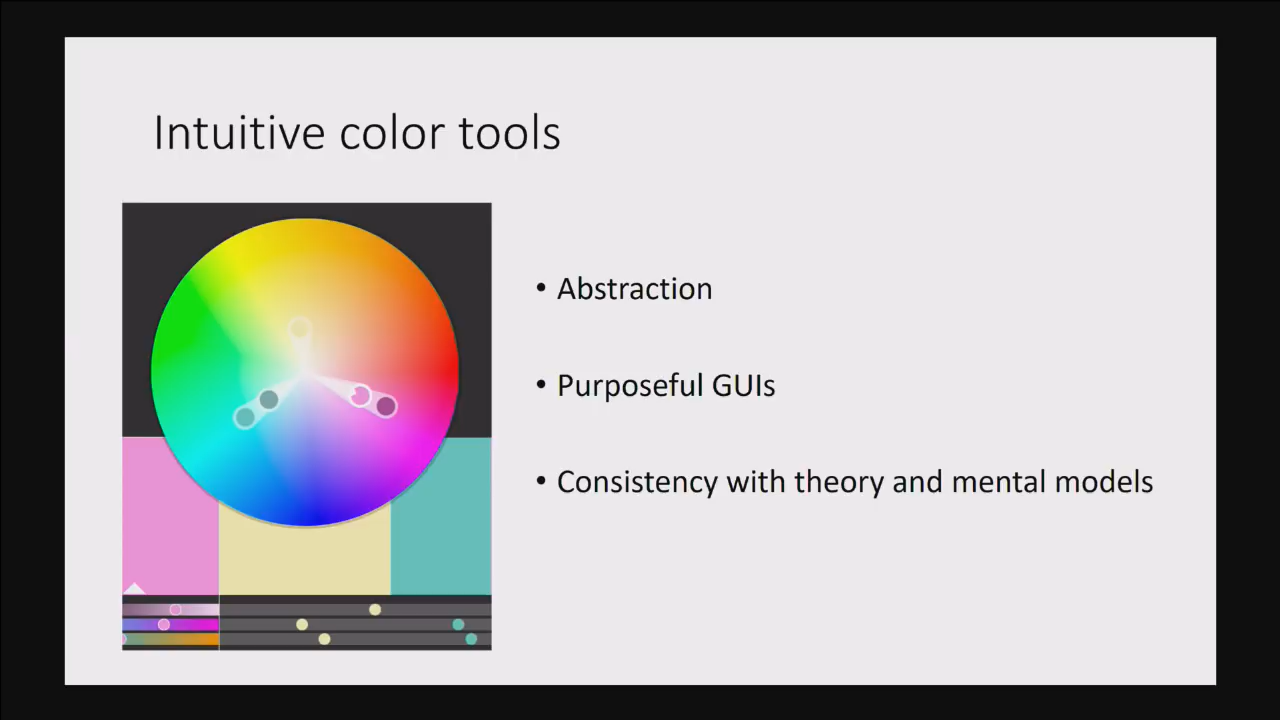 Intuitive color tools
• Abstraction
• Purposeful GUIs
• Consistency with theory and mental models